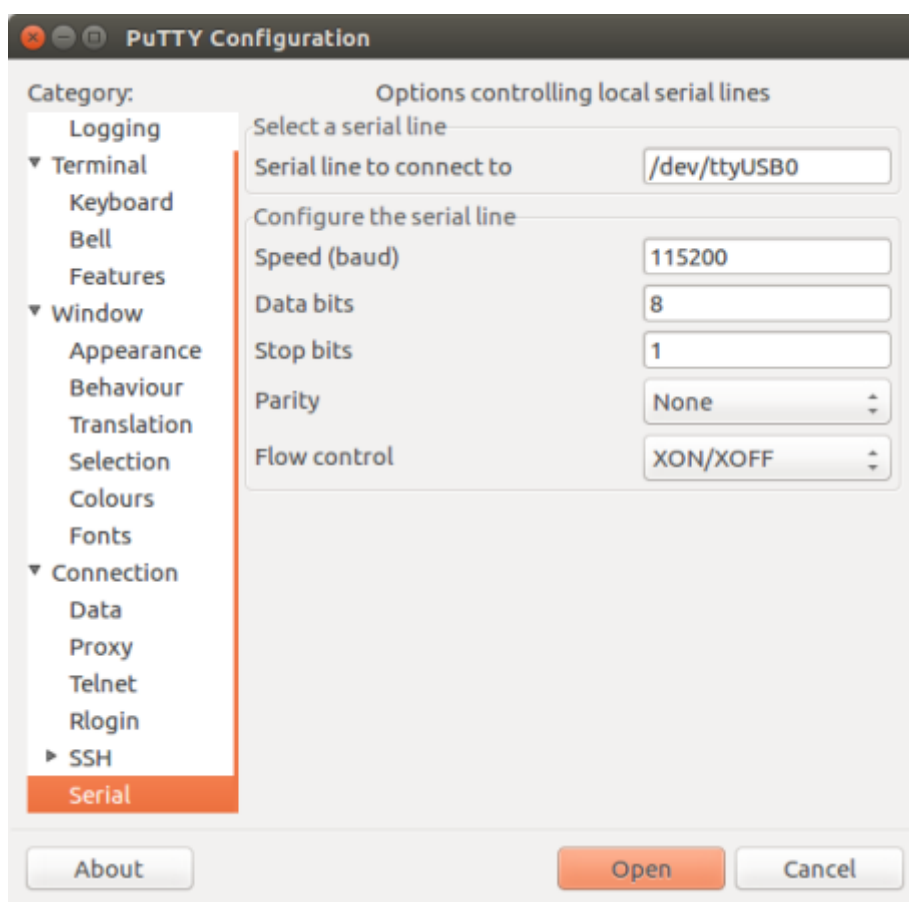 PuTTY Configuration
Category:
Logging
Terminal
Keyboard
Bell
Features
Window
Appearance
Behaviour
Translation
Selection
Colours
Fonts
Connection
Data
Proxy
Telnet
Rlogin
SSH
Serial
Options controlling local serial lines
Select a serial line
Serial line to connect to /dev/ttyUSB0
Configure the serial line
Speed (baud) 115200
Data bits 8
Stop bits 1
Parity None
Flow control XON/XOFF
About Open Cancel